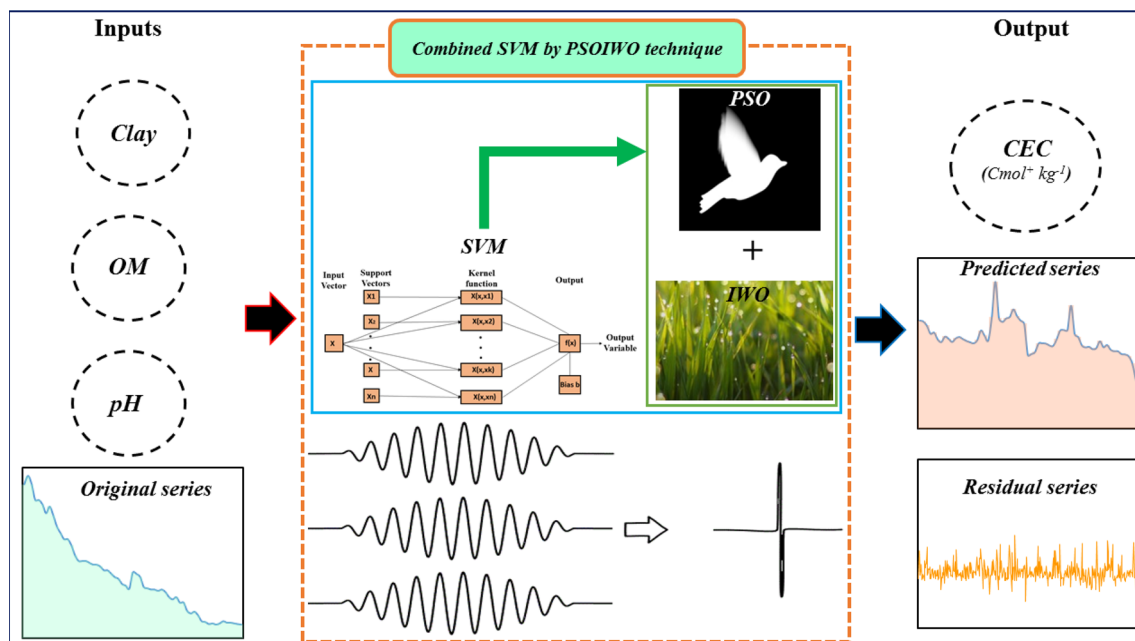 Inputs
Clay
OM
pH
Original series
Combined SVM by PSOIWO technique
PSO
+
IWO
SVM
Input
Vector
Support
Vectors
Kernel
function
Output
X
X1
X2
X
Xn
X(x,x1)
X(x,x2)
X(x,xk)
X(x,xn)
f(x)
Bias b
Output
Variable
Output
CEC
(Cmol+ kg-1)
Predicted series
Residual series